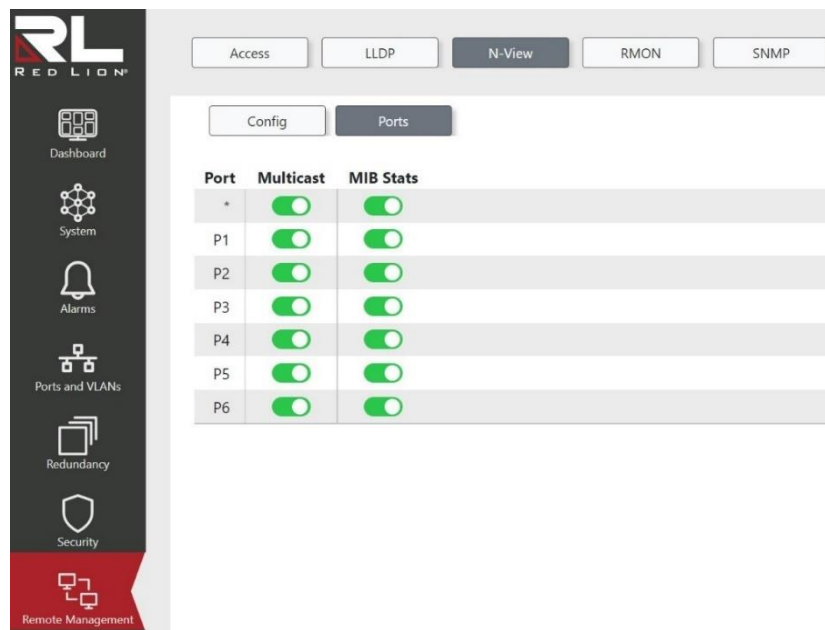 RL
RED LION®
Access LLDP N-View RMON SNMP
Config Ports
Dashboard
System
Alarms
Ports and VLANs
Redundancy
Security
Remote Management
Port Multicast MIB Stats
*
P1
P2
P3
P4
P5
P6